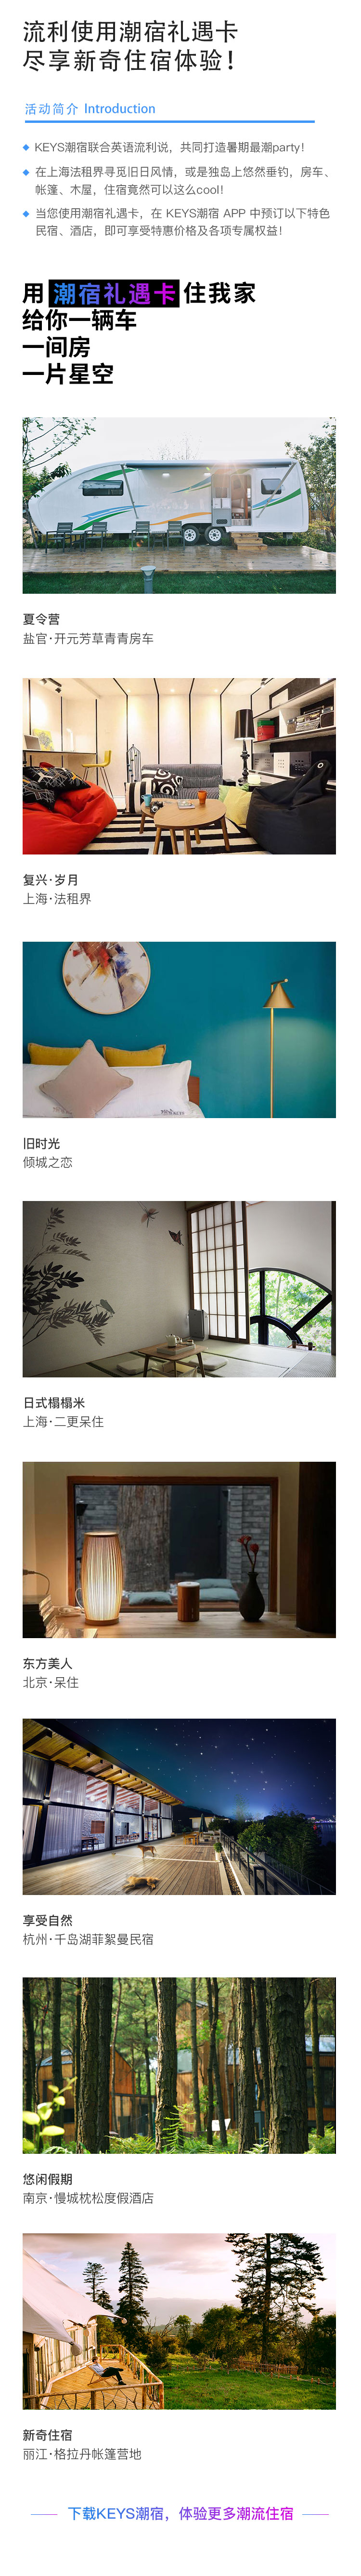 流利使用潮宿礼遇卡
尽享新奇住宿体验！
活动简介 Introduction
KEYS潮宿联合英语流利说，共同打造暑期最潮party！
在上海法租界寻觅旧日风情，或是独岛上悠然垂钓，房车、
帐篷、木屋，住宿竟然可以这么cool！
当您使用潮宿礼遇卡，在 KEYS潮宿 APP 中预订以下特色
民宿、酒店，即可享受特惠价格及各项专属权益！
用 潮宿礼遇卡 住我家
给你一辆车
一间房
一片星空
夏令营
盐官·开元芳草青青房车
复兴·岁月
上海·法租界
旧时光
倾城之恋
日式榻榻米
上海·二更呆住
东方美人
北京·呆住
享受自然
杭州·千岛湖菲絮曼民宿
悠闲假期
南京·慢城枕松度假酒店
新奇住宿
丽江·格拉丹帐篷营地
下载KEYS潮宿，体验更多潮流住宿